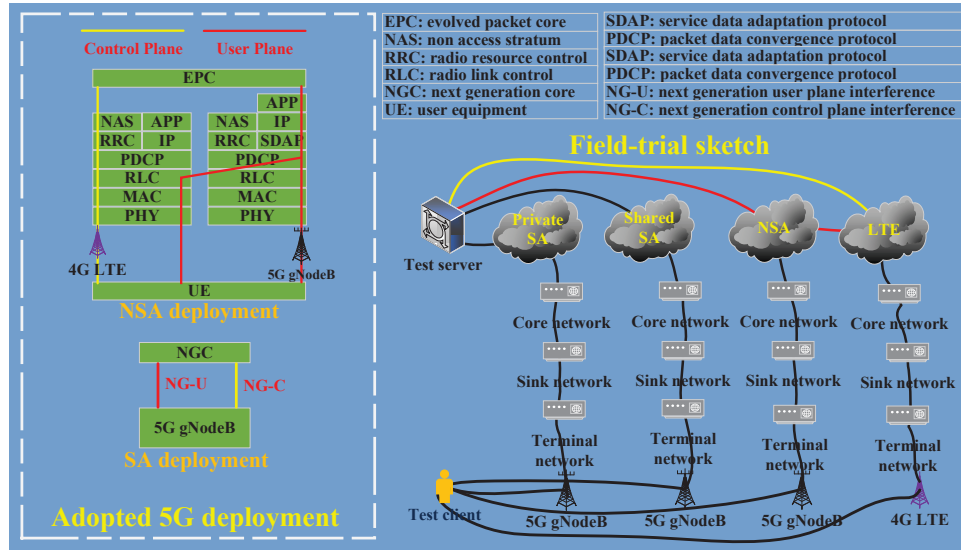 Control Plane
User Plane
EPC
APP
NAS APP
NAS IP
RRC IP
RRC SDAP
PDCP
PDCP
RLC
RLC
MAC
MAC
PHY
PHY
4G LTE
5G gNodeB
UE
NSA deployment
NGC
NG-U
NG-C
5G gNodeB
SA deployment
Adopted 5G deployment
EPC: evolved packet core
NAS: non access stratum
RRC: radio resource control
RLC: radio link control
NGC: next generation core
UE: user equipment
SDAP: service data adaptation protocol
PDCP: packet data convergence protocol
SDAP: service data adaptation protocol
PDCP: packet data convergence protocol
NG-U: next generation user plane interference
NG-C: next generation control plane interference
Field-trial sketch
Test server
Private
SA
Shared
SA
NSA
LTE
Core network
Core network
Core network
Core network
Sink network
Sink network
Sink network
Sink network
Terminal
network
Terminal
network
Terminal
network
Terminal
network
Test client
5G gNodeB
5G gNodeB
5G gNodeB
4G LTE